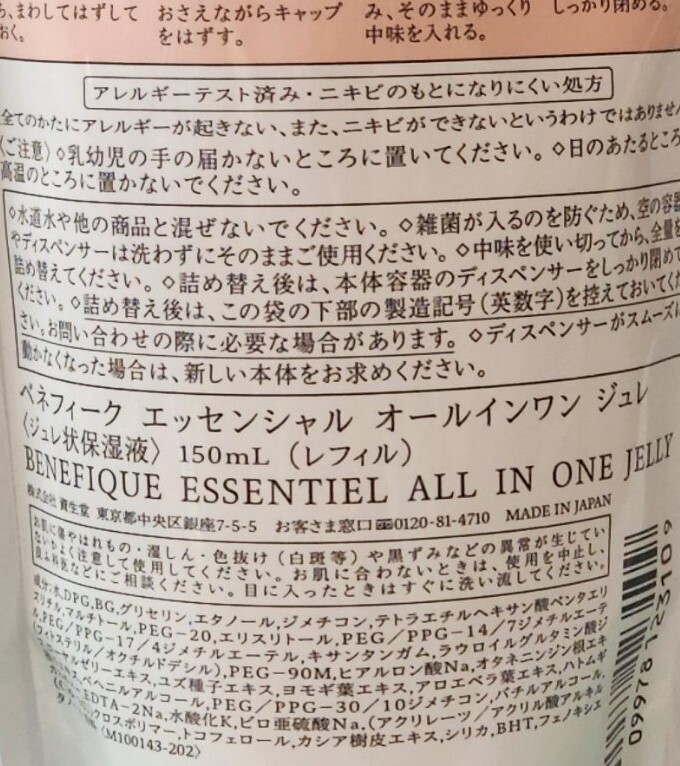 まわしてはずして
おく。
おさえながらキャップ
をはずす。
み、そのままゆっくり
中味を入れる。
しっかり閉める。
アレルギーテスト済み・ニキビのもとになりにくい処方
全てのかたにアレルギーが起きない、また、ニキビができないというわけではありません
〈ご注意〉◇乳幼児の手の届かないところに置いてください。◇日のあたるところ
高温のところに置かないでください。
◇水道水や他の商品と混ぜないでください。◇雑菌が入るのを防ぐため、空の容器
やディスペンサーは洗わずにそのままご使用ください。◇中味を使い切ってから、全量を
詰め替えてください。◇詰め替え後は、本体容器のディスペンサーをしっかり閉めて
ください。◇詰め替え後は、この袋の下部の製造記号(英数字)を控えておいてくだ
さい。お問い合わせの際に必要な場合があります。◇ディスペンサーがスムーズに
動かなくなった場合は、新しい本体をお求めください。
ベネフィーク エッセンシャル オールインワン ジュレ
〈ジュレ状保湿液〉 150mL (レフィル)
BENEFIQUE ESSENTIEL ALL IN ONE JELLY
株式会社 資生堂 東京都中央区銀座7-5-5 お客さま窓口 0120-81-4710 MADE IN JAPAN
お肌に傷やはれもの・湿しん・色抜け(白斑等)や黒ずみなどの異常が生じてい
ないかよく注意して使用してください。お肌に合わないときは、使用を中止し、
皮ふ科医などにご相談ください。目に入ったときはすぐに洗い流してください。
成分:水,DPG,BG,グリセリン,エタノール,ジメチコン,テトラエチルヘキサン酸ペンタエリ
スリチル,マルチトール,PEG-20,エリスリトール,PEG/PPG-14/7ジメチルエーテ
ル,PEG/PPG-17/4ジメチルエーテル,キサンタンガム,ラウロイルグルタミン酸ジ
(フィトステリル/オクチルドデシル),PEG-90M,ヒアルロン酸Na,オタネニンジン根エキ
ローヤルゼリーエキス,ユズ種子エキス,ヨモギ葉エキス,アロエベラ葉エキス,ハトムギ
ベヘニルアルコール,PEG/PPG-30/10ジメチコン,バチルアルコール,
EDTA-2Na,水酸化K,ピロ亜硫酸Na,(アクリレーツ/アクリル酸アルキル
クロスポリマー,トコフェロール,カシア樹皮エキス,シリカ,BHT,フェノキシエ
〈M100143-202〉
09978 123109